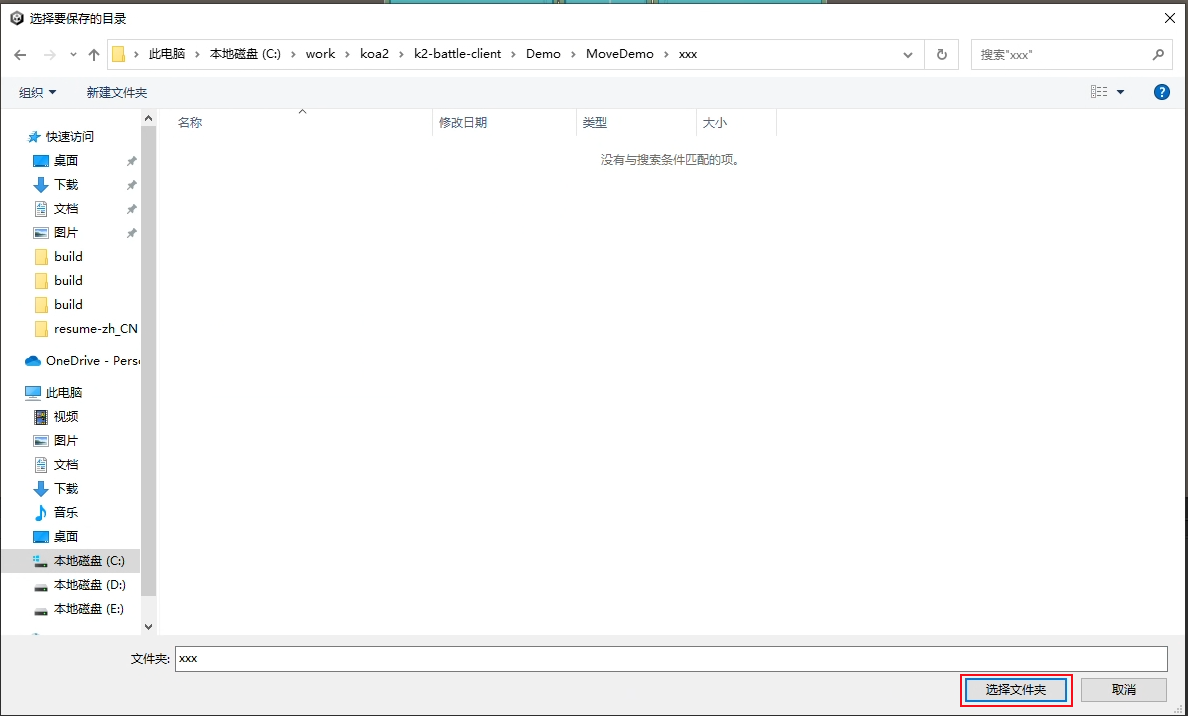 选择要保存的目录
此电脑 本地磁盘 (C:) work koa2 k2-battle-client Demo MoveDemo xxx
搜索"xxx"
组织 新建文件夹
名称 修改日期 类型 大小
没有与搜索条件匹配的项。
快速访问
桌面
下载
文档
图片
build
build
build
resume-zh_CN
OneDrive - Perso
此电脑
视频
图片
文档
下载
音乐
桌面
本地磁盘 (C:)
本地磁盘 (D:)
本地磁盘 (E:)
文件夹: xxx
选择文件夹 取消